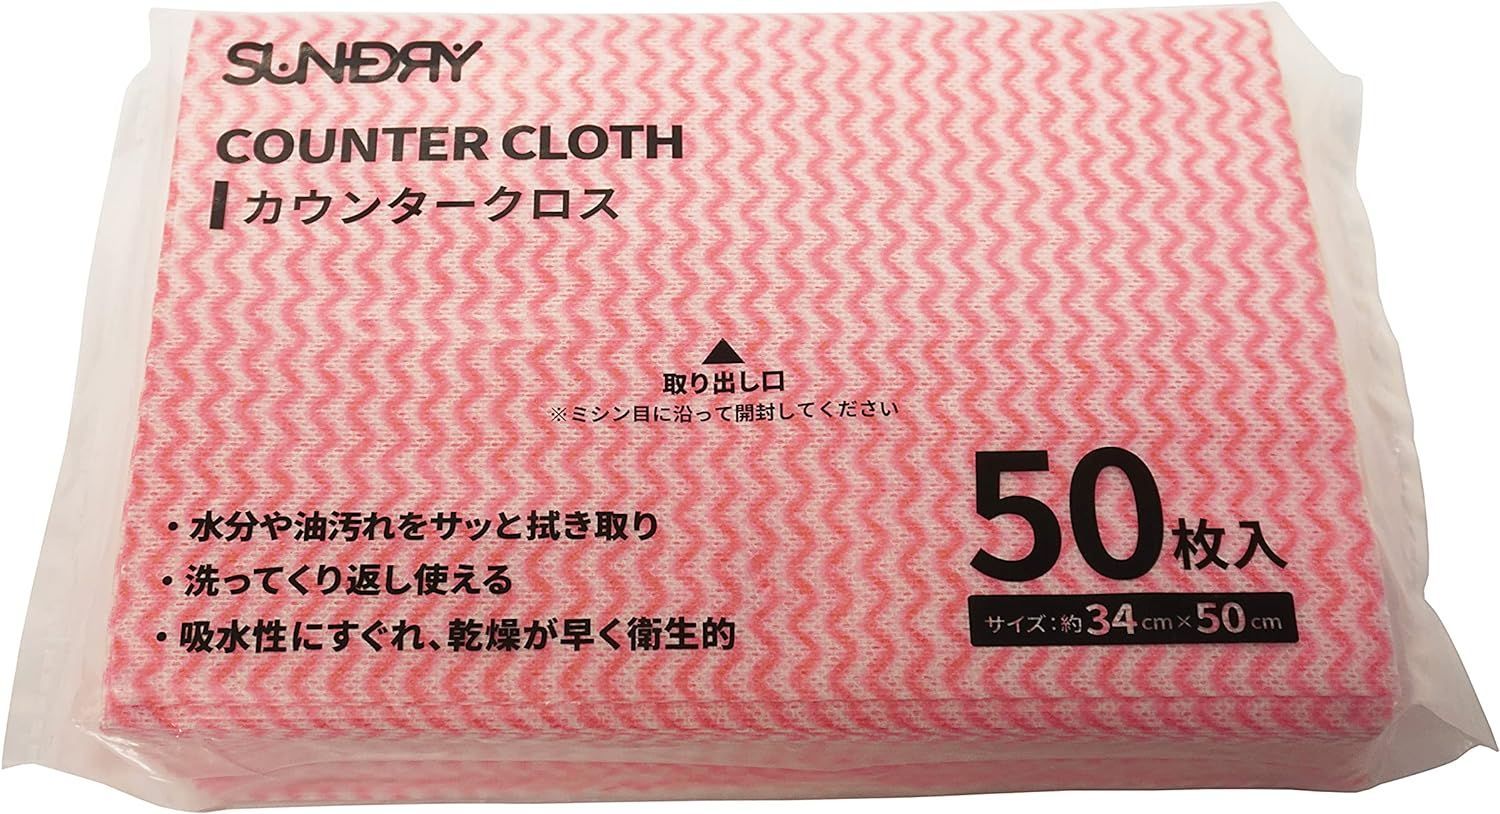 SUNDRY
COUNTER CLOTH
カウンタークロス
▲
取り出し口
※ミシン目に沿って開封してください
・水分や油汚れをサッと拭き取り
・洗ってくり返し使える
・吸水性にすぐれ、乾燥が早く衛生的
50枚入
サイズ：約34cm×50cm